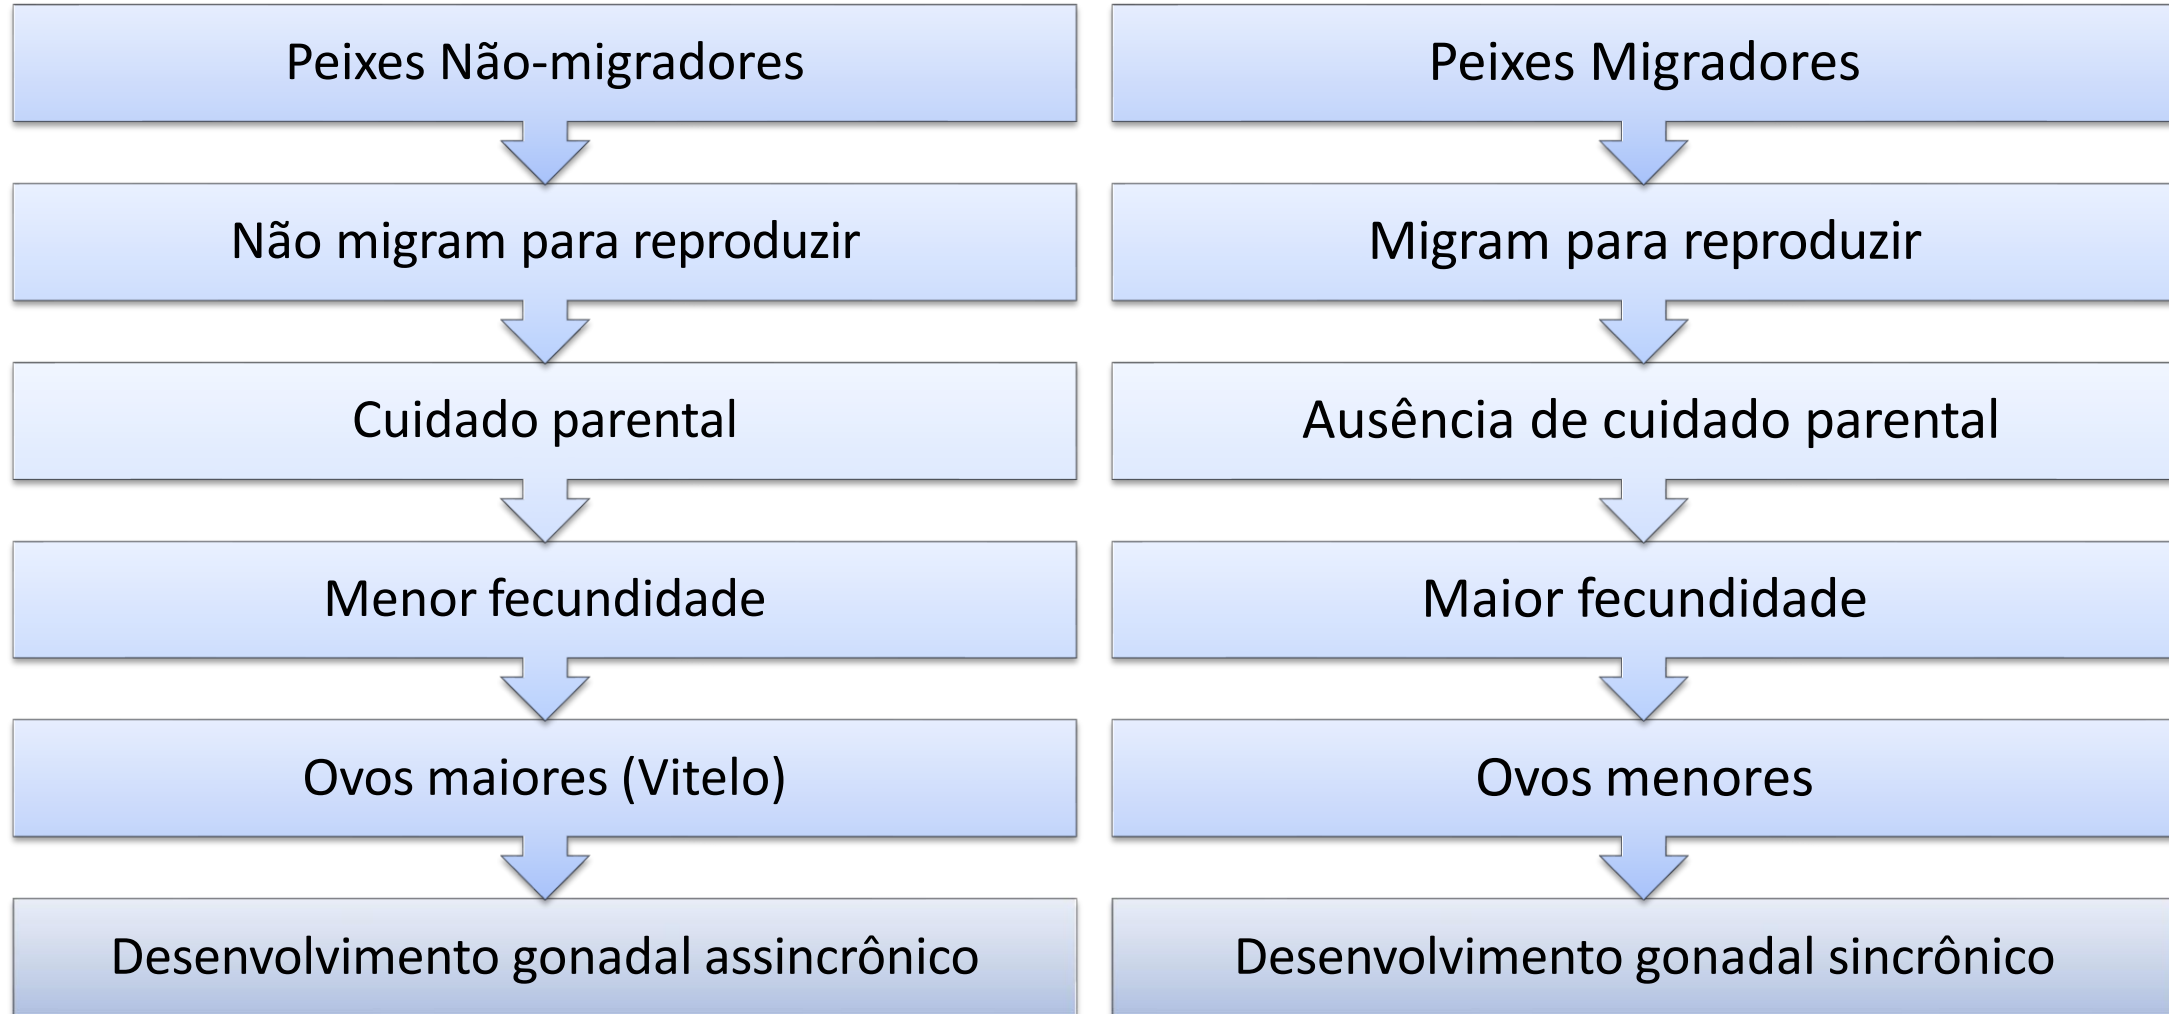 Peixes Não-migradores
Não migram para reproduzir
Cuidado parental
Menor fecundidade
Ovos maiores (Vitelo)
Desenvolvimento gonadal assincrônico
Peixes Migradores
Migram para reproduzir
Ausência de cuidado parental
Maior fecundidade
Ovos menores
Desenvolvimento gonadal sincrônico